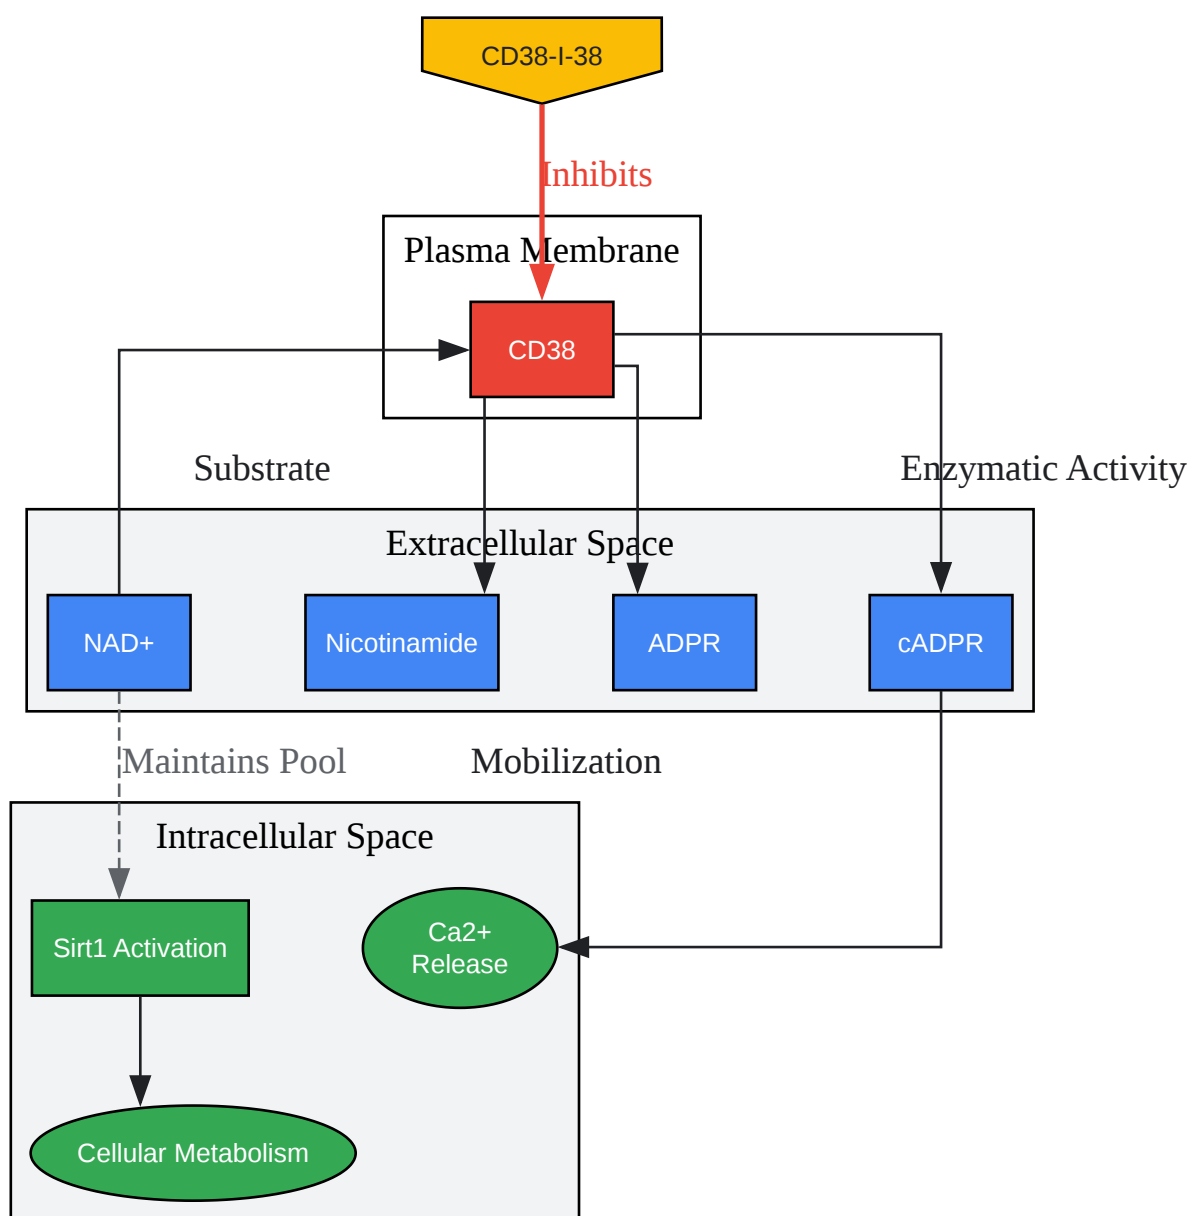 CD38-I-38
Inhibits
Plasma Membrane
CD38
Substrate
Enzymatic Activity
Extracellular Space
NAD+
Nicotinamide
ADPR
cADPR
Maintains Pool
Mobilization
Intracellular Space
Sirt1 Activation
Ca2+
Release
Cellular Metabolism